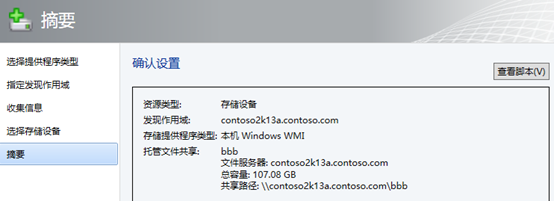 摘要
选择提供程序类型
指定发现作用域
收集信息
选择存储设备
摘要
确认设置
查看脚本(V)
资源类型: 存储设备
发现作用域: contoso2k13a.contoso.com
存储提供程序类型: 本机 Windows WMI
托管文件共享: bbb
文件服务器: contoso2k13a.contoso.com
总容量: 107.08 GB
共享路径: \\contoso2k13a.contoso.com\bbb